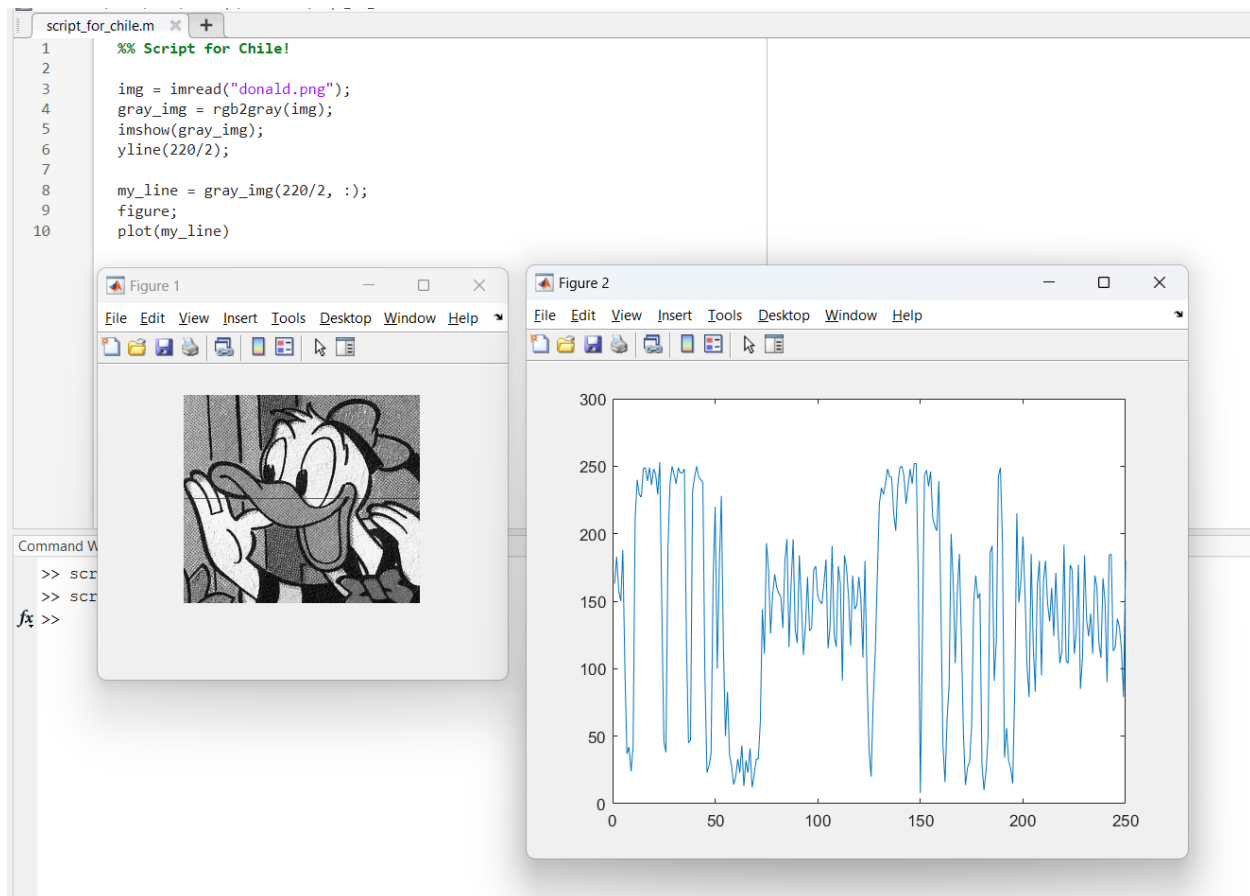 script_for_chile.m
1 %% Script for Chile!
2
3 img = imread("donald.png");
4 gray_img = rgb2gray(img);
5 imshow(gray_img);
6 yline(220/2);
7
8 my_line = gray_img(220/2, :);
9 figure;
10 plot(my_line)
Figure 1
File Edit View Insert Tools Desktop Window Help
Figure 2
File Edit View Insert Tools Desktop Window Help
300
250
200
150
100
50
0
0 50 100 150 200 250
Command W
>> scr
>> scr
fx >>